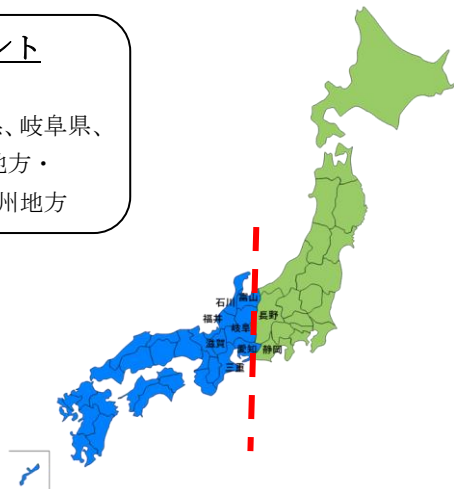 ント
、岐阜県、
地方・
州地方
富山
石川
長野
福井
岐阜
滋賀
愛知 静岡
三重